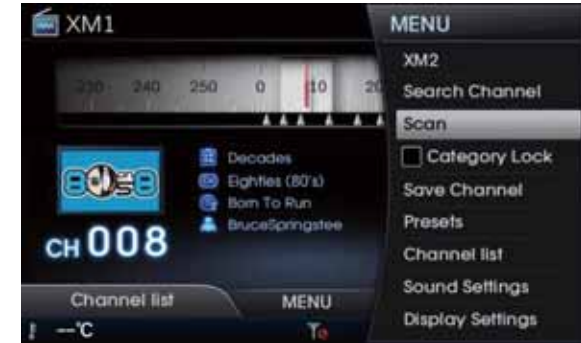 XM1
230 240 250 0 10 20
80s8
Decades
Eighties (80's)
Born To Run
BruceSpringstee
CH 008
Channel list
MENU
--°C
MENU
XM2
Search Channel
Scan
Category Lock
Save Channel
Presets
Channel list
Sound Settings
Display Settings